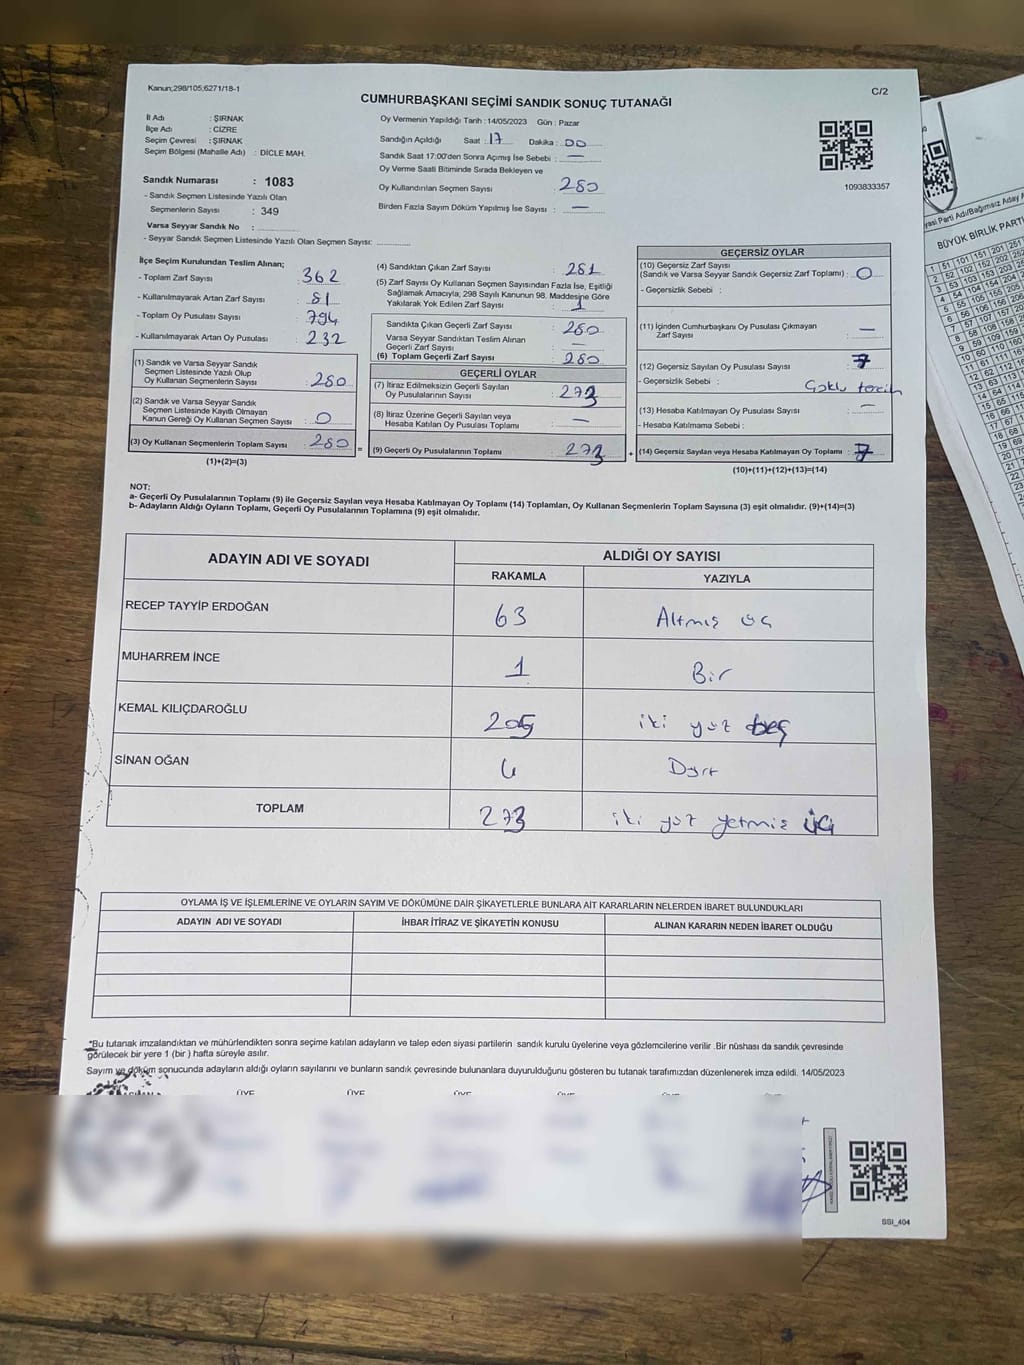 Kanun;298/105;6271/18-1
C/2
CUMHURBAŞKANI SEÇİMİ SANDIK SONUÇ TUTANAĞI
İl Adı : ŞIRNAK
İlçe Adı : CİZRE
Seçim Çevresi : ŞIRNAK
Seçim Bölgesi (Mahalle Adı) : DİCLE MAH.
Sandık Numarası : 1083
- Sandık Seçmen Listesinde Yazılı Olan
Seçmenlerin Sayısı : 349
Varsa Seyyar Sandık No :
- Seyyar Sandık Seçmen Listesinde Yazılı Olan Seçmen Sayısı:
Oy Vermenin Yapıldığı Tarih : 14/05/2023 Gün : Pazar
Sandığın Açıldığı Saat : 17 Dakika : 00
Sandık Saat 17:00'den Sonra Açmış İse Sebebi : —
Oy Verme Saati Bitiminde Sırada Bekleyen ve
Oy Kullandırılan Seçmen Sayısı : 280
Birden Fazla Sayım Döküm Yapılmış İse Sayısı : —
1093833357
İlçe Seçim Kurulundan Teslim Alınan;
- Toplam Zarf Sayısı : 362
- Kullanılmayarak Artan Zarf Sayısı : 81
- Toplam Oy Pusulası Sayısı : 794
- Kullanılmayarak Artan Oy Pusulası : 232
(1) Sandık ve Varsa Seyyar Sandık
Seçmen Listesinde Yazılı Olup
Oy Kullanan Seçmenlerin Sayısı : 280
(2) Sandık ve Varsa Seyyar Sandık
Seçmen Listesinde Kayıtlı Olmayan
Kanun Gereği Oy Kullanan Seçmen Sayısı : 0
(3) Oy Kullanan Seçmenlerin Toplam Sayısı : 280
(1)+(2)=(3)
(4) Sandıktan Çıkan Zarf Sayısı : 281
(5) Zarf Sayısı Oy Kullanan Seçmen Sayısından Fazla İse, Eşitliği
Sağlamak Amacıyla, 298 Sayılı Kanunun 98. Maddesine Göre
Yakılarak Yok Edilen Zarf Sayısı : 1
Sandıkta Çıkan Geçerli Zarf Sayısı : 280
Varsa Seyyar Sandıktan Teslim Alınan
Geçerli Zarf Sayısı : —
(6) Toplam Geçerli Zarf Sayısı : 280
GEÇERLİ OYLAR
(7) İtiraz Edilmeksizin Geçerli Sayılan
Oy Pusulalarının Sayısı : 273
(8) İtiraz Üzerine Geçerli Sayılan veya
Hesaba Katılan Oy Pusulası Toplamı : —
(9) Geçerli Oy Pusulalarının Toplamı : 273
GEÇERSİZ OYLAR
(10) Geçersiz Zarf Sayısı
(Sandık ve Varsa Seyyar Sandık Geçersiz Zarf Toplamı) : 0
- Geçersizlik Sebebi :
(11) İçinden Cumhurbaşkanı Oy Pusulası Çıkmayan
Zarf Sayısı : —
(12) Geçersiz Sayılan Oy Pusulası Sayısı : 7
- Geçersizlik Sebebi : Çoklu tercih
(13) Hesaba Katılmayan Oy Pusulası Sayısı : —
- Hesaba Katılmama Sebebi :
(14) Geçersiz Sayılan veya Hesaba Katılmayan Oy Toplamı : 7
(10)+(11)+(12)+(13)=(14)
NOT:
a- Geçerli Oy Pusulalarının Toplamı (9) ile Geçersiz Sayılan veya Hesaba Katılmayan Oy Toplamı (14) Toplamları, Oy Kullanan Seçmenlerin Toplam Sayısına (3) eşit olmalıdır. (9)+(14)=(3)
b- Adayların Aldığı Oyların Toplamı, Geçerli Oy Pusulalarının Toplamına (9) eşit olmalıdır.
ADAYIN ADI VE SOYADI ALDIĞI OY SAYISI
RAKAMLA YAZIYLA
RECEP TAYYİP ERDOĞAN 63 Altmış üç
MUHARREM İNCE 1 Bir
KEMAL KILIÇDAROĞLU 205 iki yüz beş
SİNAN OĞAN 4 Dört
TOPLAM 273 iki yüz yetmiş üç
OYLAMA İŞ VE İŞLEMLERİNE VE OYLARIN SAYIM VE DÖKÜMÜNE DAİR ŞİKAYETLERLE BUNLARA AİT KARARLARIN NELERDEN İBARET BULUNDUKLARI
ADAYIN ADI VE SOYADI İHBAR İTİRAZ VE ŞİKAYETİN KONUSU ALINAN KARARIN NEDEN İBARET OLDUĞU
*Bu tutanak imzalandıktan ve mühürlendikten sonra seçime katılan adayların ve talep eden siyasi partilerin sandık kurulu üyelerine veya gözlemcilerine verilir .Bir nüshası da sandık çevresinde
görülecek bir yere 1 (bir ) hafta süreyle asılır.
Sayım ve döküm sonucunda adayların aldığı oyların sayılarını ve bunların sandık çevresinde bulunanlara duyurulduğunu gösteren bu tutanak tarafımızdan düzenlenerek imza edildi. 14/05/2023
ÜYE ÜYE ÜYE
SSI_404
BÜYÜK BİRLİK PARTİ